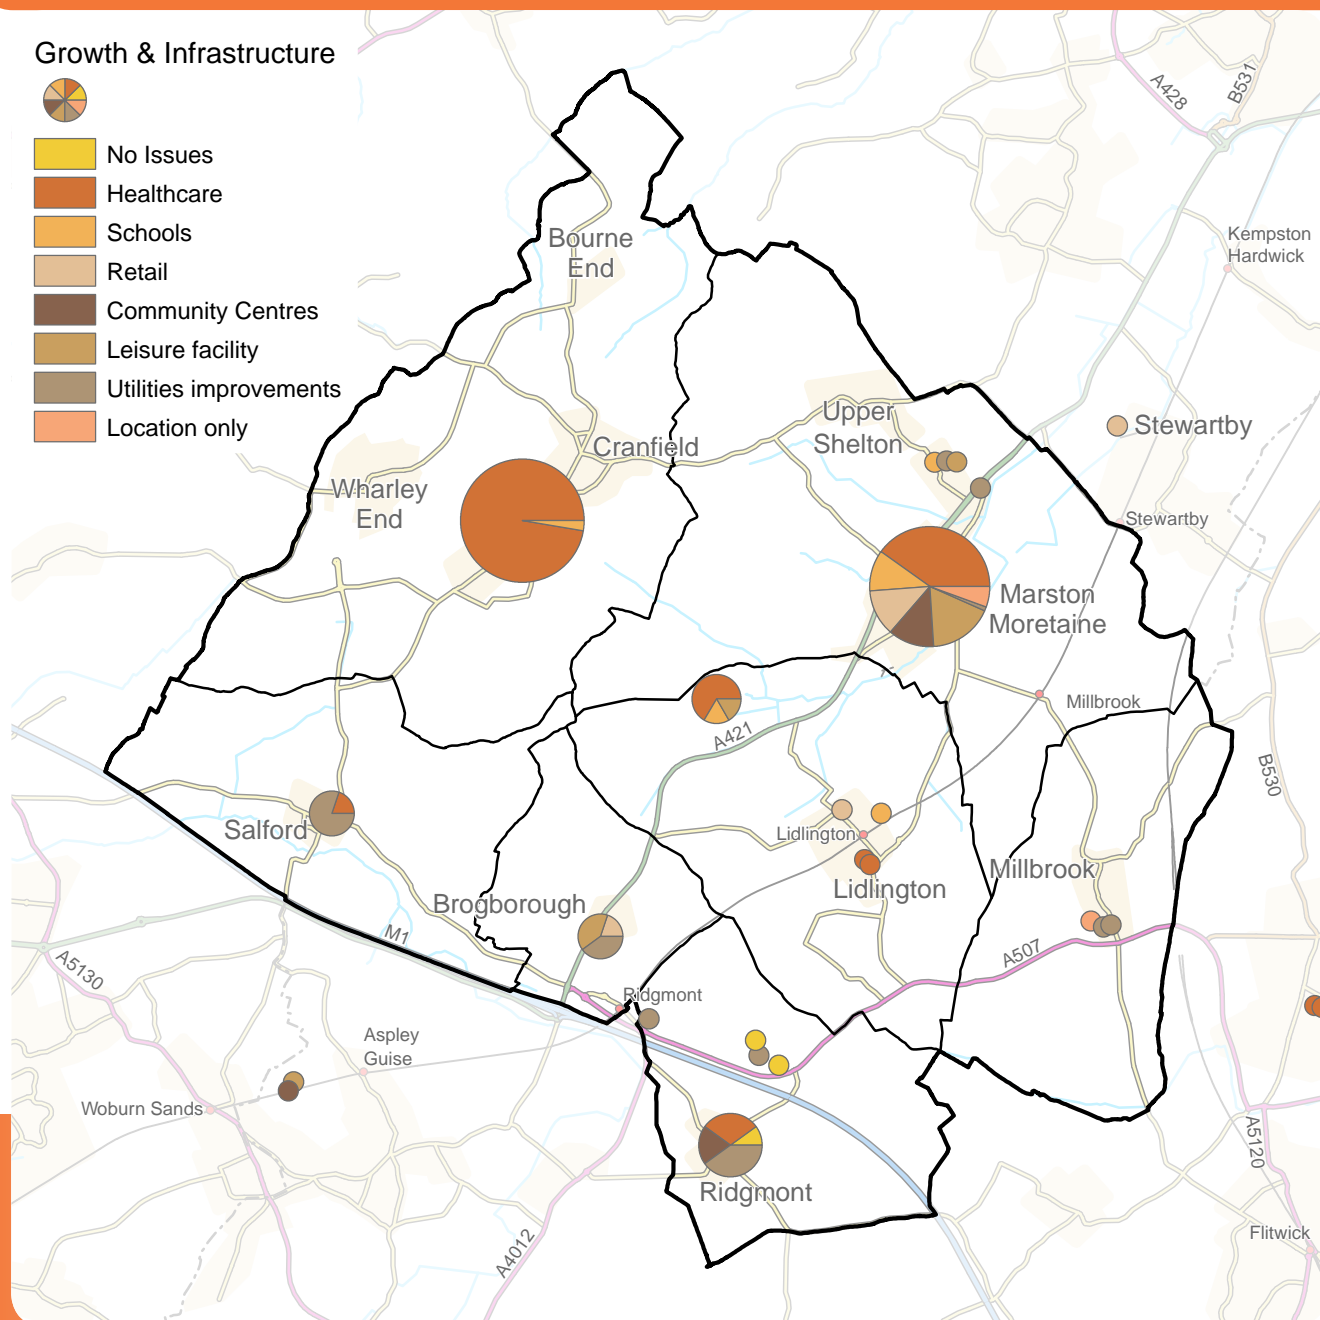 Growth & Infrastructure
No Issues
Healthcare
Schools
Retail
Community Centres
Leisure facility
Utilities improvements
Location only
A428
B531
Kempston
Hardwick
Bourne
End
Upper
Shelton
Stewartby
Cranfield
Wharley
End
Stewartby
Marston
Moretaine
Millbrook
A421
B530
Salford
Lidlington
Millbrook
Lidlington
Brogborough
M1
A507
A5130
Ridgmont
Aspley
Guise
Woburn Sands
A5120
Ridgmont
A4012
Flitwick